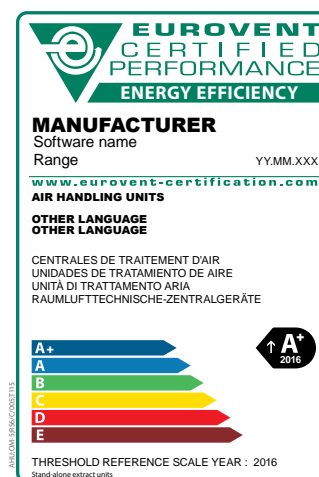 EUROVENT
CERTIFIED
PERFORMANCE
ENERGY EFFICIENCY
MANUFACTURER
Software name
Range YY.MM.XXX
www.eurovent-certification.com
AIR HANDLING UNITS
OTHER LANGUAGE
OTHER LANGUAGE
CENTRALES DE TRAITEMENT D'AIR
UNIDADES DE TRATAMIENTO DE AIRE
UNITÀ DI TRATTAMENTO ARIA
RAUMLUFTTECHNISCHE-ZENTRALGERÄTE
A+
A
B
C
D
E
↑ A+
2016
THRESHOLD REFERENCE SCALE YEAR : 2016
Stand-alone extract units